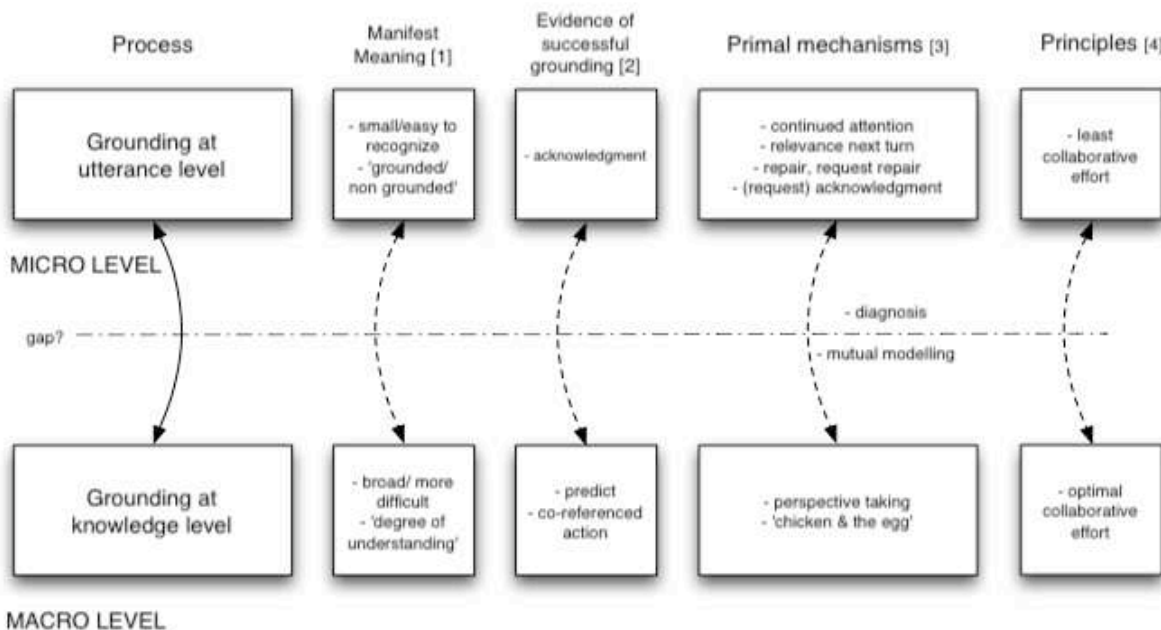 Process
Manifest
Meaning [1]
Evidence of
successful
grounding [2]
Primal mechanisms [3]
Principles [4]
Grounding at
utterance level
- small/easy to
recognize
- 'grounded/
non grounded'
- acknowledgment
- continued attention
- relevance next turn
- repair, request repair
- (request) acknowledgment
- least
collaborative
effort
MICRO LEVEL
gap?
- diagnosis
- mutual modelling
Grounding at
knowledge level
- broad/ more
difficult
- 'degree of
understanding'
- predict
- co-referenced
action
- perspective taking
- 'chicken & the egg'
- optimal
collaborative
effort
MACRO LEVEL